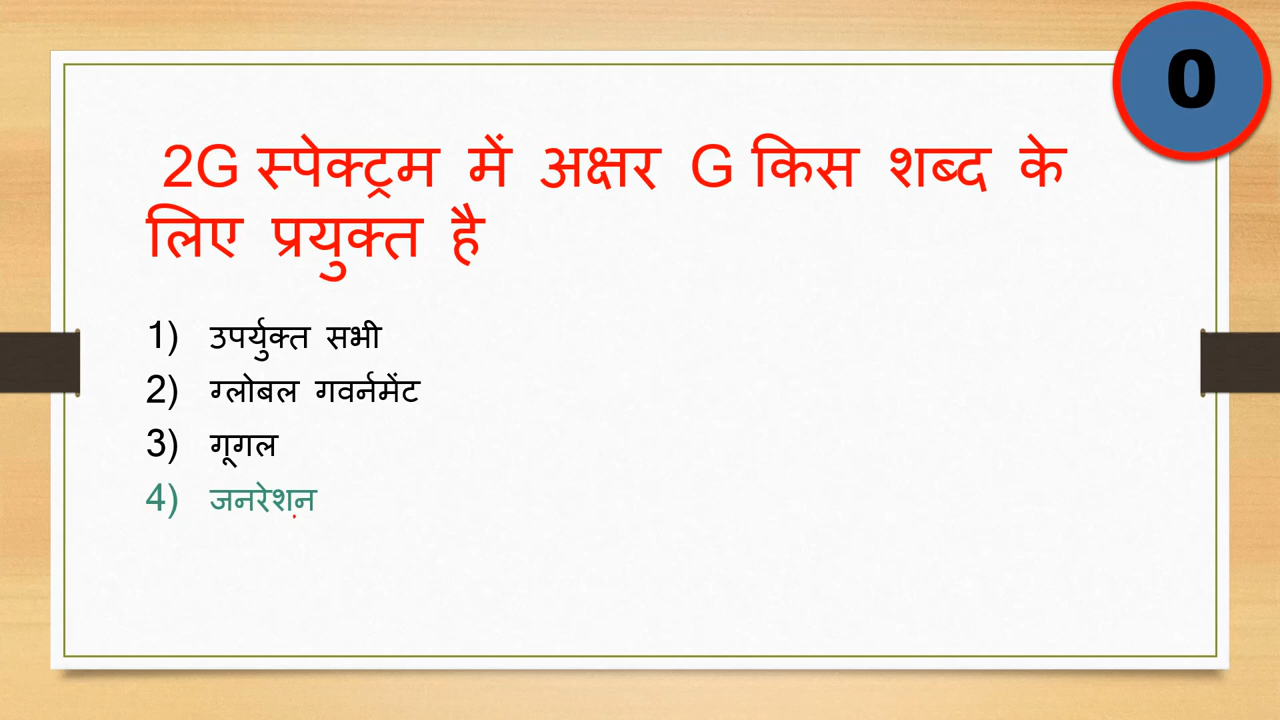 0
2G स्पेक्ट्रम में अक्षर G किस शब्द के
लिए प्रयुक्त है
1) उपर्युक्त सभी
2) ग्लोबल गवर्नमेंट
3) गूगल
4) जनरेशन